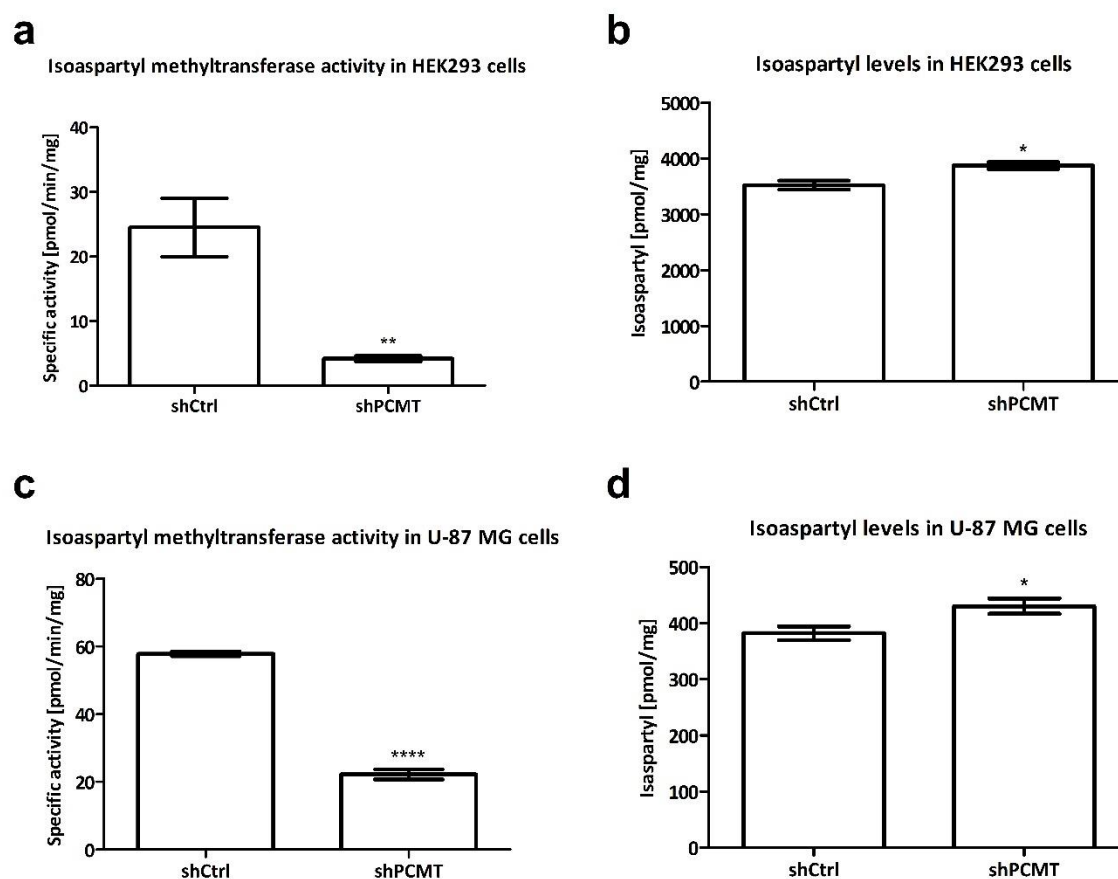 a
Isoaspartyl methyltransferase activity in HEK293 cells
Specific activity [pmol/min/mg]
40
30
20
10
0
**
shCtrl
shPCMT
b
Isoaspartyl levels in HEK293 cells
Isoaspartyl [pmol/mg]
5000
4000
3000
2000
1000
0
*
shCtrl
shPCMT
c
Isoaspartyl methyltransferase activity in U-87 MG cells
Specific activity [pmol/min/mg]
80
60
40
20
0
****
shCtrl
shPCMT
d
Isoaspartyl levels in U-87 MG cells
Isaspartyl [pmol/mg]
500
400
300
200
100
0
*
shCtrl
shPCMT